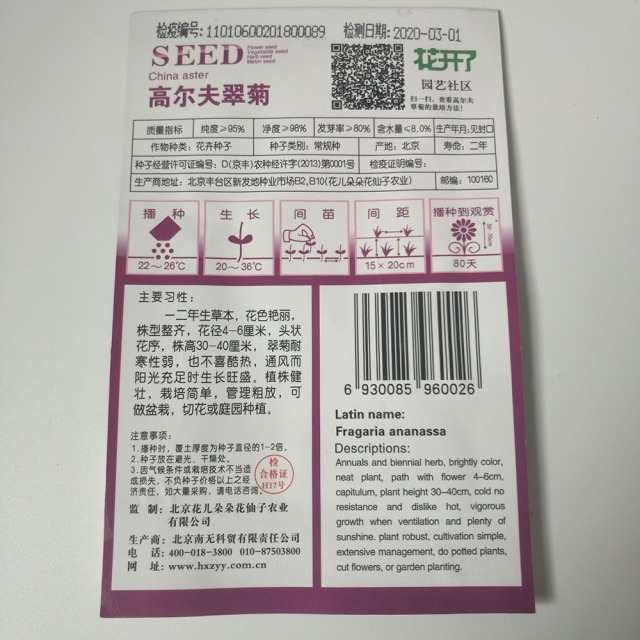 检疫编号:11010600201800089 检测日期:2020-03-01
SEED
Flower seed
Vegetable seed
Herb seed
Melon seed
China aster
高尔夫翠菊
花开了
园艺社区
扫一扫,查看高尔夫
翠菊的栽培方法!
质量指标 纯度≥95% 净度≥98% 发芽率≥80% 含水量≤8.0% 生产年月:见封口
作物种类: 花卉种子 种子类别: 常规种 产地: 北京 寿命: 二年
种子经营许可证编号: D(京丰)农种经许字(2013)第0001号 检疫证明编号:
生产商地址: 北京丰台区新发地种业市场B2,B10(花儿朵朵花仙子农业) 邮编: 100160
播种 生长 间苗 间距 播种到观赏
22~26℃ 20~36℃ 15×20cm 80天
主要习性:
一二年生草本,花色艳丽,
株型整齐,花径4-6厘米,头状
花序,株高30-40厘米,翠菊耐
寒性弱,也不喜酷热,通风而
阳光充足时生长旺盛。植株健
壮,栽培简单,管理粗放,可
做盆栽,切花或庭园种植。
注意事项:
1.播种时,覆土厚度为种子直径的1-2倍。
2.种子放在避光、干燥处。
3.因气候条件或栽培技术不当造
成损失,不负种子价格以上之经
济责任,如大量采购,请电话咨询。
检
合格证
H17号
监 制: 北京花儿朵朵花仙子农业
有限公司
生产商: 北京南无科贸有限责任公司
电 话: 400-018-3800 010-87503800
网 址: www.hxzyy.com.cn
6 930085 960026
Latin name:
Fragaria ananassa
Descriptions:
Annuals and biennial herb, brightly color,
neat plant, path with flower 4–6cm,
capitulum, plant height 30–40cm, cold no
resistance and dislike hot, vigorous
growth when ventilation and plenty of
sunshine. plant robust, cultivation simple,
extensive management, do potted plants,
cut flowers, or garden planting.